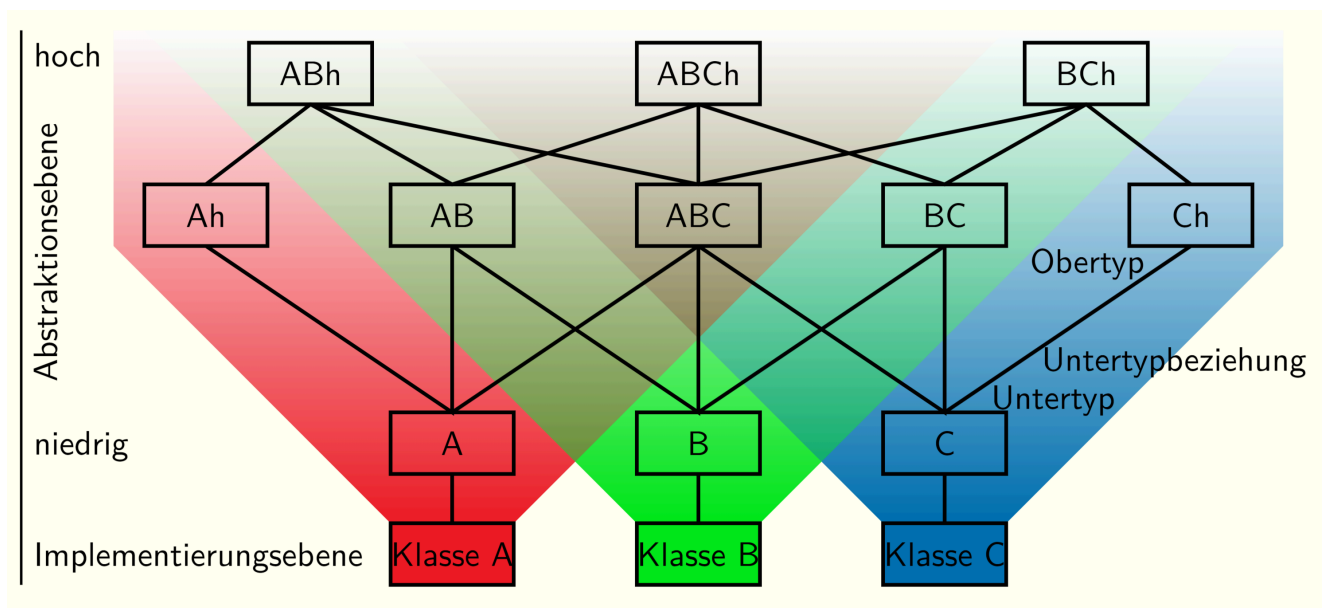 hoch
ABh
ABCh
BCh
Abstraktionsebene
Ah
AB
ABC
BC
Ch
Obertyp
Untertypbeziehung
Untertyp
niedrig
A
B
C
Implementierungsebene
Klasse A
Klasse B
Klasse C